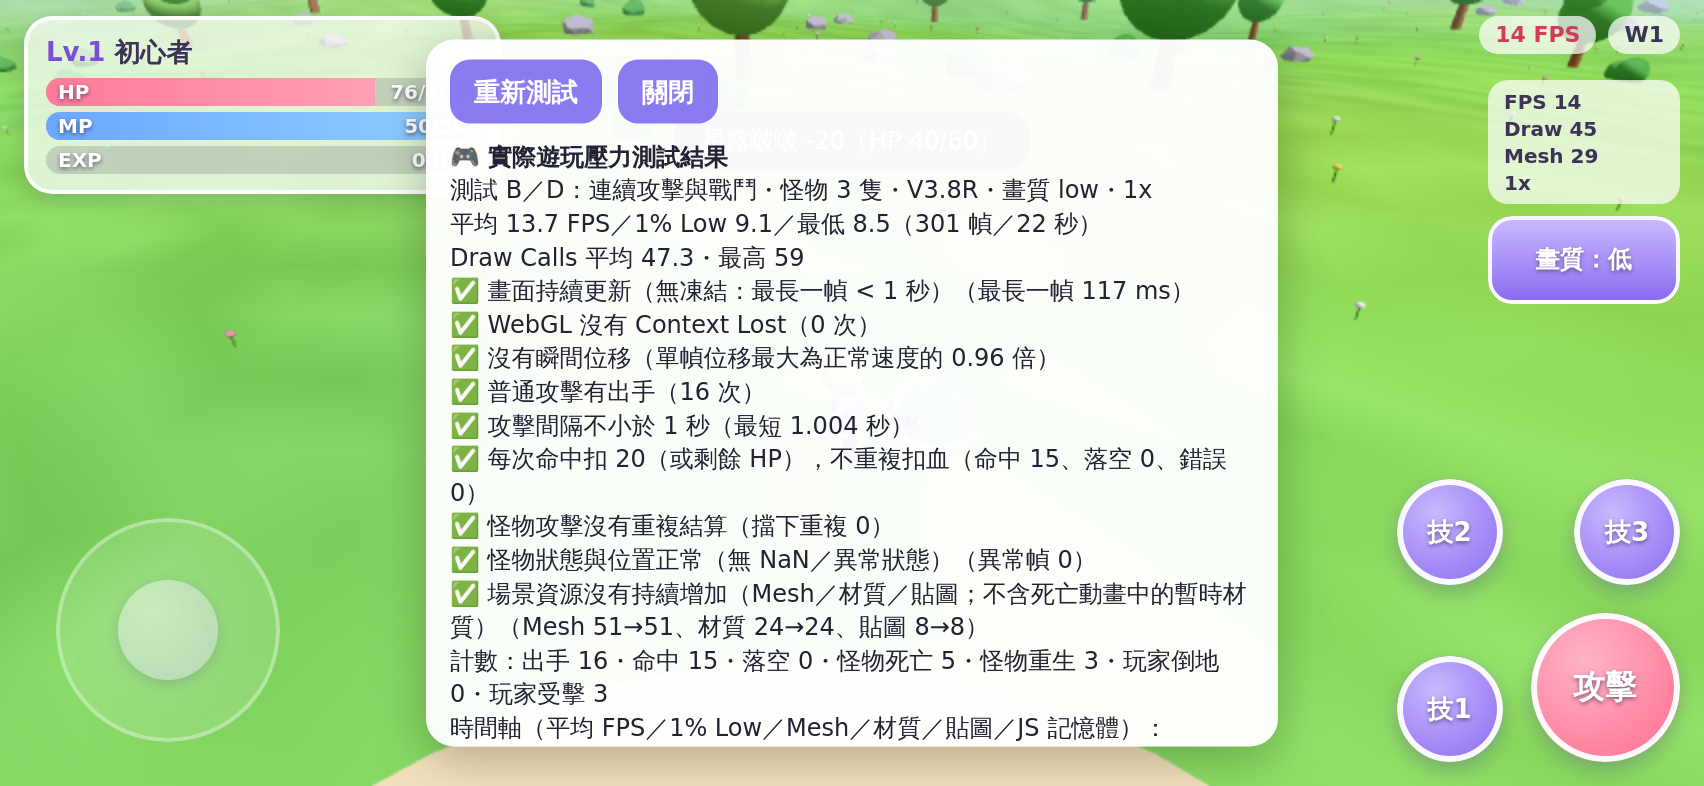 Lv.1 初心者
HP 76/
MP 50/50
EXP 0
14 FPS
W1
FPS 14
Draw 45
Mesh 29
1x
畫質：低
重新測試
關閉
星露啵啵 -20（HP 40/60）
🎮 實際遊玩壓力測試結果
測試 B／D：連續攻擊與戰鬥・怪物 3 隻・V3.8R・畫質 low・1x
平均 13.7 FPS／1% Low 9.1／最低 8.5（301 幀／22 秒）
Draw Calls 平均 47.3・最高 59
✅ 畫面持續更新（無凍結：最長一幀 < 1 秒）（最長一幀 117 ms）
✅ WebGL 沒有 Context Lost（0 次）
✅ 沒有瞬間位移（單幀位移最大為正常速度的 0.96 倍）
✅ 普通攻擊有出手（16 次）
✅ 攻擊間隔不小於 1 秒（最短 1.004 秒）
✅ 每次命中扣 20（或剩餘 HP），不重複扣血（命中 15、落空 0、錯誤
0）
✅ 怪物攻擊沒有重複結算（擋下重複 0）
✅ 怪物狀態與位置正常（無 NaN／異常狀態）（異常幀 0）
✅ 場景資源沒有持續增加（Mesh／材質／貼圖；不含死亡動畫中的暫時材
質）（Mesh 51→51、材質 24→24、貼圖 8→8）
計數：出手 16・命中 15・落空 0・怪物死亡 5・怪物重生 3・玩家倒地
0・玩家受擊 3
時間軸（平均 FPS／1% Low／Mesh／材質／貼圖／JS 記憶體）：
技2
技3
技1
攻擊